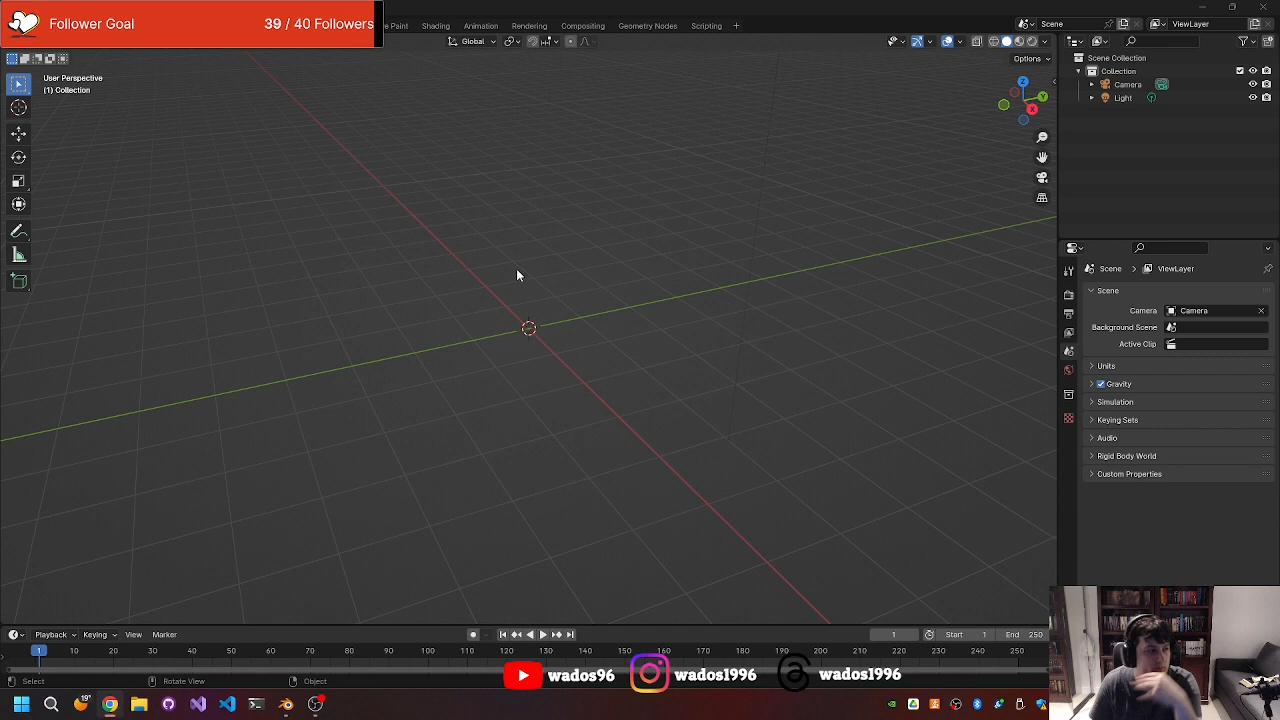 Follower Goal 39 / 40 Followers
Paint Shading Animation Rendering Compositing Geometry Nodes Scripting +
Scene ViewLayer
Global
Options
User Perspective
(1) Collection
Z
Y
X
Scene Collection
Collection
Camera
Light
Scene > ViewLayer
Scene
Camera Camera
Background Scene
Active Clip
Units
Gravity
Simulation
Keying Sets
Audio
Rigid Body World
Custom Properties
Playback Keying View Marker
1 Start 1 End 250
1 10 20 30 40 50 60 70 80 90 100 110 120 130 140 150 160 170 180 190 200 210 220 230 240 250
Select Rotate View Object
wados96 wados1996 wados1996
19°